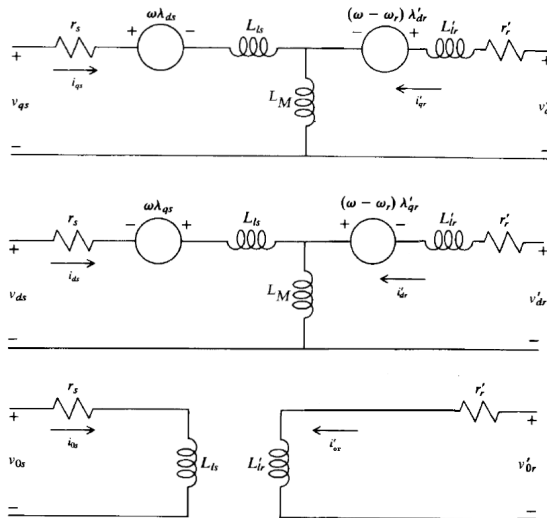 r_s + ωλ_ds − L_ls (ω − ω_r) λ'_dr − + L'_lr r'_r
+ i_qs i'_qr +
v_qs L_M
− −
r_s − ωλ_qs + L_ls (ω − ω_r) λ'_qr + − L'_lr r'_r
+ i_ds i'_dr +
v_ds L_M v'_dr
− −
r_s r'_r
+ i_0s +
v_0s L_ls L'_lr v'_0r
− −